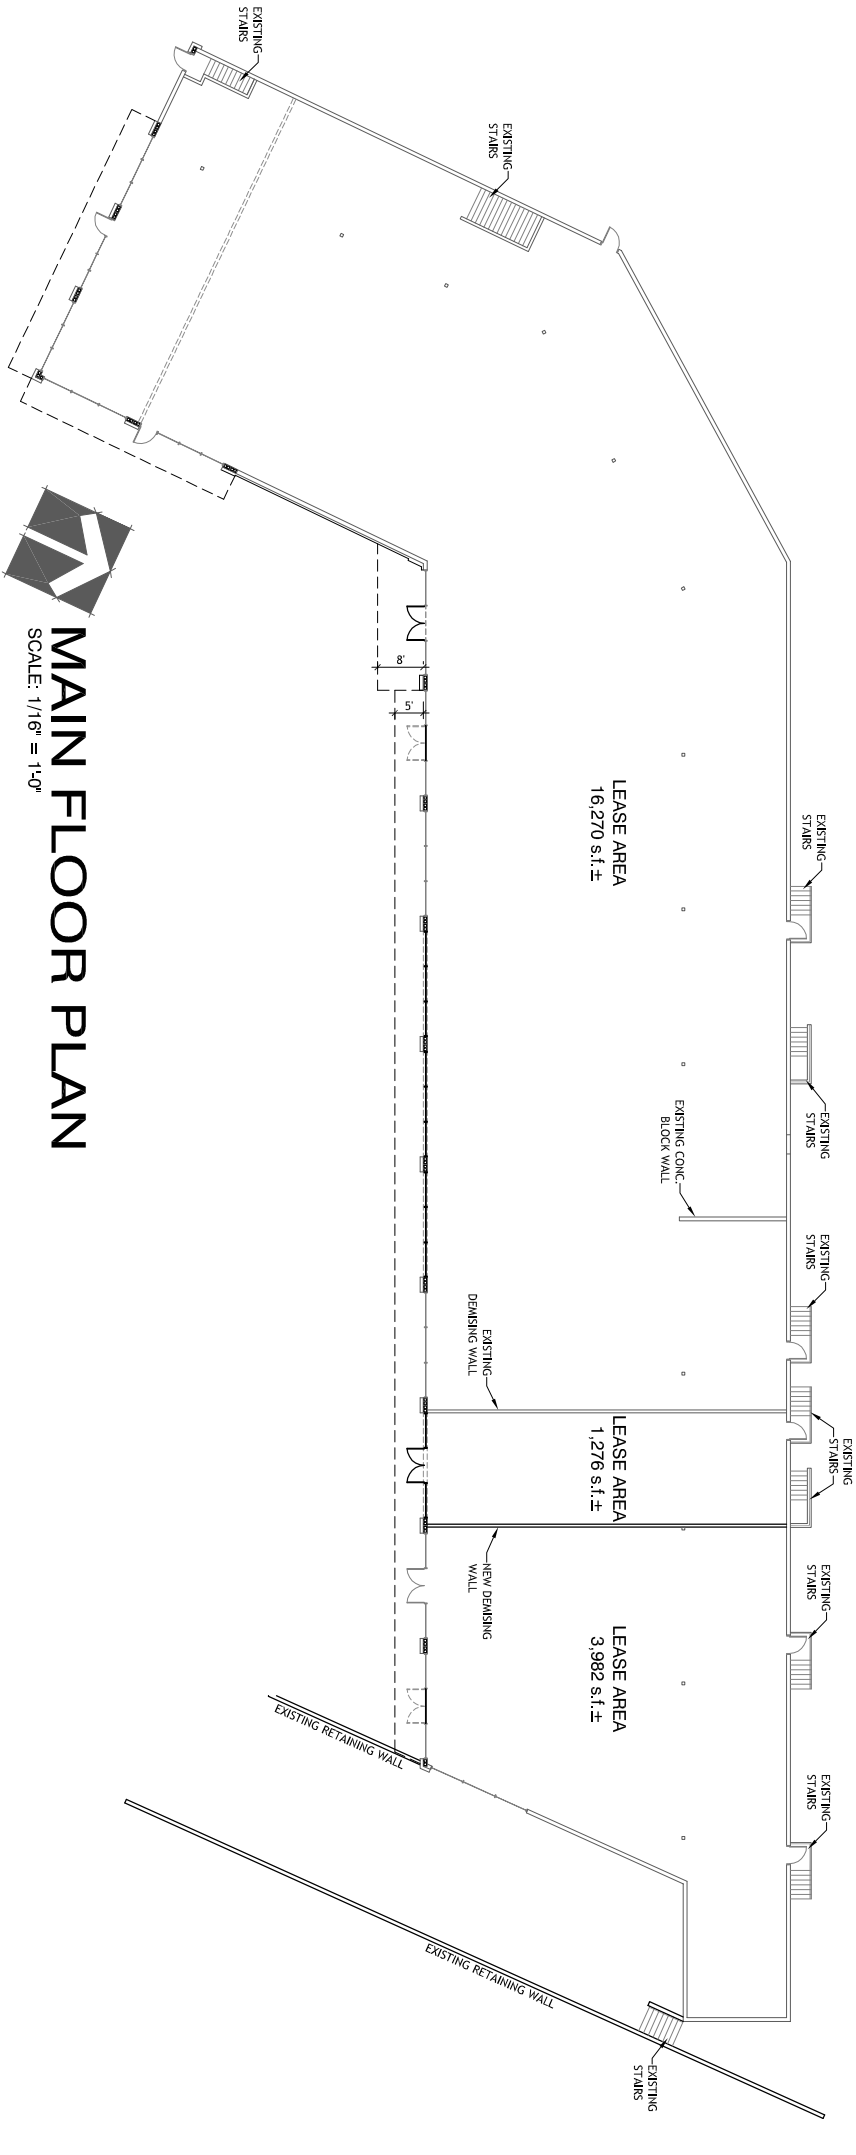 EXISTING
STAIRS
EXISTING
STAIRS
8'
5'
LEASE AREA
16,270 s.f.±
EXISTING
STAIRS
EXISTING
STAIRS
EXISTING CONC.
BLOCK WALL
EXISTING
STAIRS
EXISTING
DEMISING WALL
LEASE AREA
1,276 s.f.±
EXISTING
STAIRS
NEW DEMISING
WALL
EXISTING
STAIRS
LEASE AREA
3,982 s.f.±
EXISTING RETAINING WALL
EXISTING
STAIRS
EXISTING RETAINING WALL
EXISTING
STAIRS
MAIN FLOOR PLAN
SCALE: 1/16" = 1'-0"